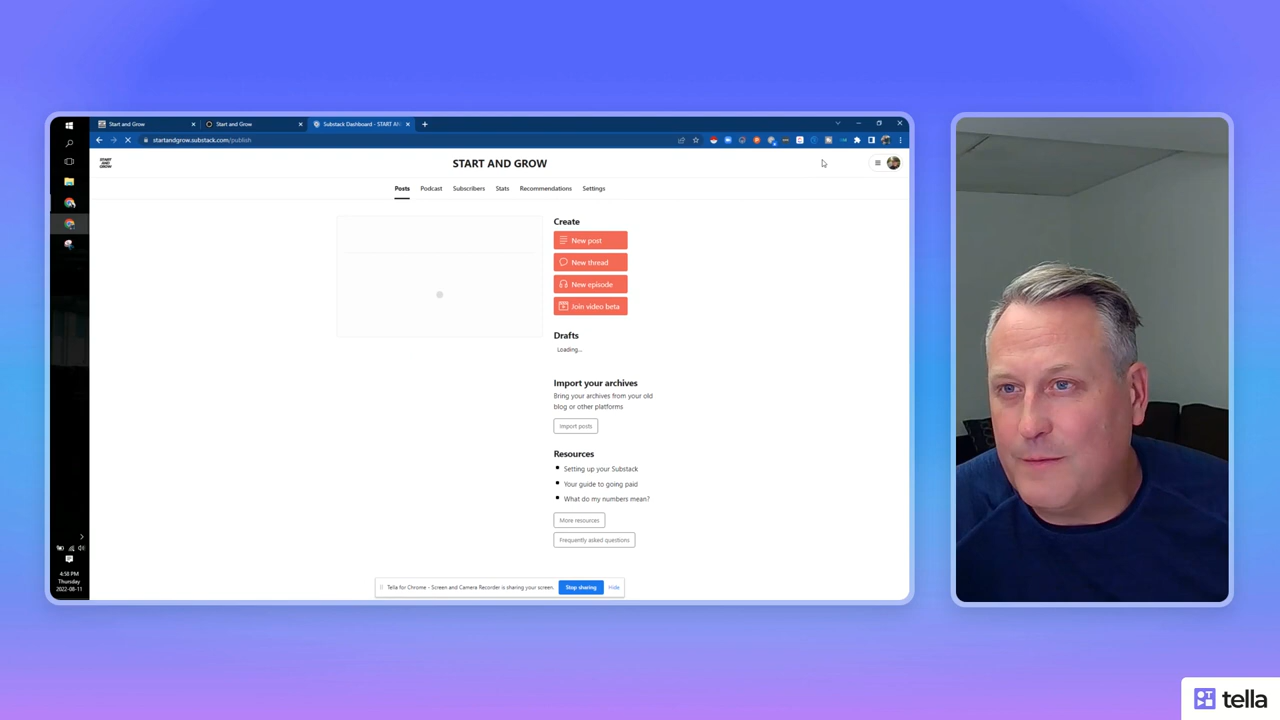 Start and Grow
Start and Grow
Substack Dashboard - START AN
startandgrow.substack.com/publish
START AND GROW
START AND GROW
Posts
Podcast
Subscribers
Stats
Recommendations
Settings
Create
New post
New thread
New episode
Join video beta
Drafts
Loading...
Import your archives
Bring your archives from your old
blog or other platforms
Import posts
Resources
Setting up your Substack
Your guide to going paid
What do my numbers mean?
More resources
Frequently asked questions
Tella for Chrome - Screen and Camera Recorder is sharing your screen.
Stop sharing
Hide
4:58 PM
Thursday
2022-08-11
tella